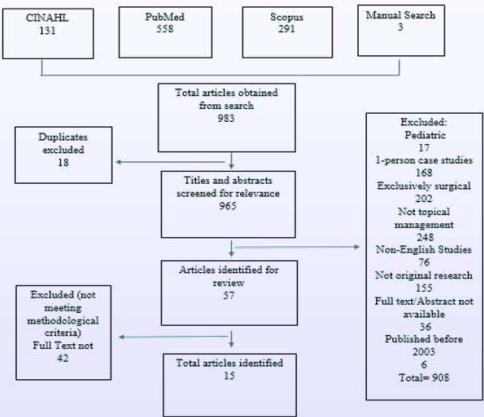 CINAHL
131
PubMed
558
Scopus
291
Manual Search
3
Total articles obtained
from search
983
Duplicates
excluded
18
Titles and abstracts
screened for relevance
965
Excluded:
Pediatric
17
1-person case studies
168
Exclusively surgical
202
Not topical
management
248
Non-English Studies
76
Not original research
155
Full text/Abstract not
available
36
Published before
2003
6
Total= 908
Articles identified for
review
57
Excluded (not
meeting
methodological
criteria)
Full Text not
42
Total articles identified
15